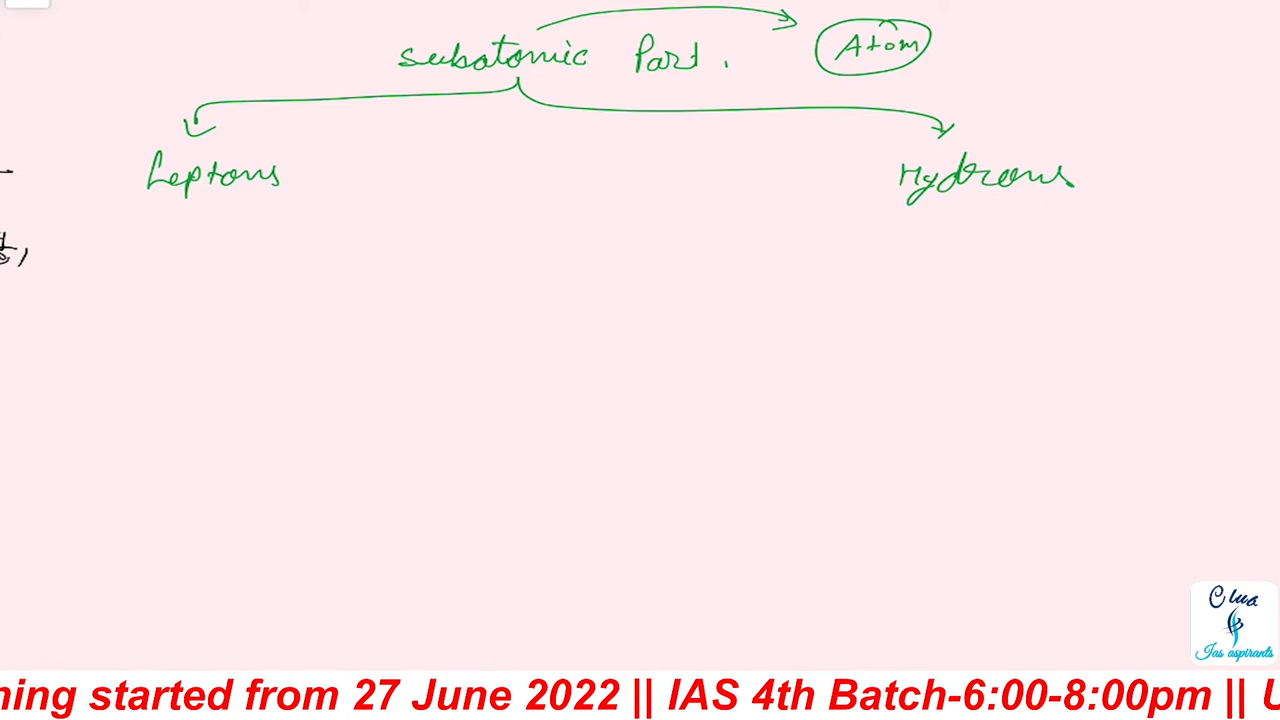 Subatomic Part.
Atom
Leptons
Hydrons
Clua
Ias aspirants
ning started from 27 June 2022 || IAS 4th Batch-6:00-8:00pm || U